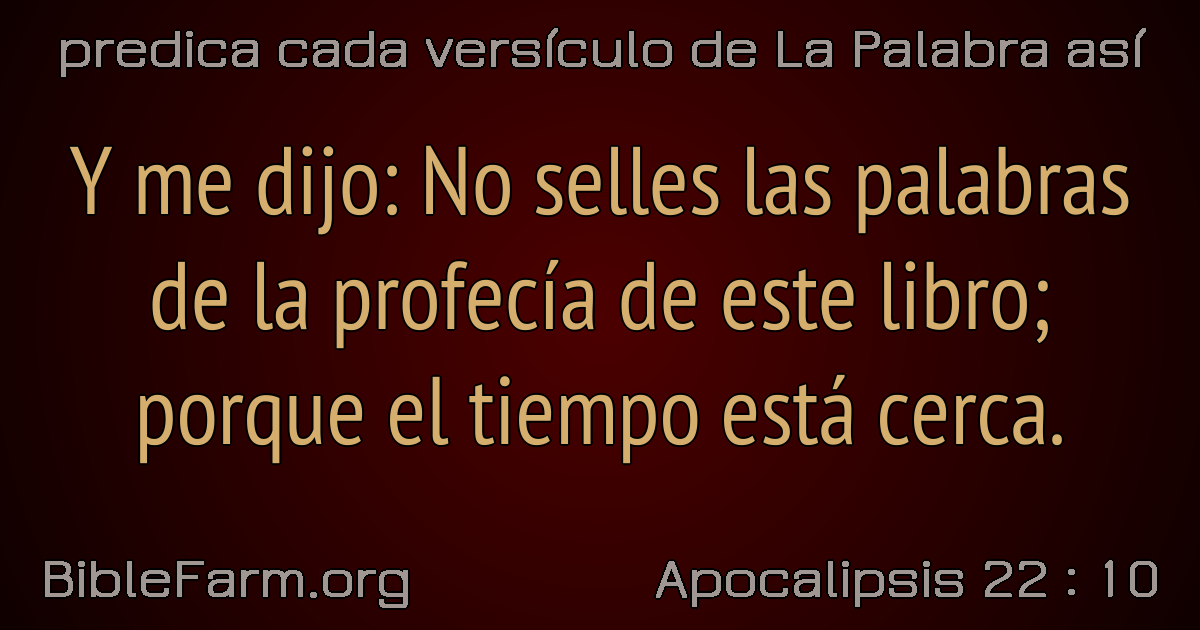 predica cada versículo de La Palabra así
Y me dijo: No selles las palabras
de la profecía de este libro;
porque el tiempo está cerca.
BibleFarm.org
Apocalipsis 22 : 10